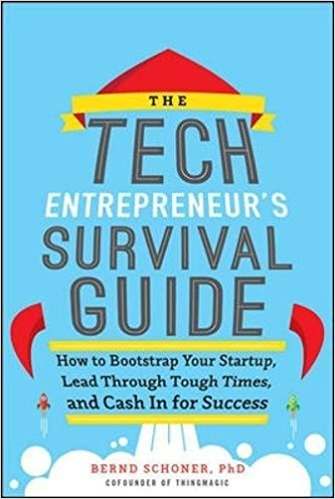 THE
TECH
ENTREPRENEUR'S
SURVIVAL
GUIDE
How to Bootstrap Your Startup,
Lead Through Tough Times,
and Cash In for Success
BERND SCHONER, PhD
COFOUNDER OF THINGMAGIC